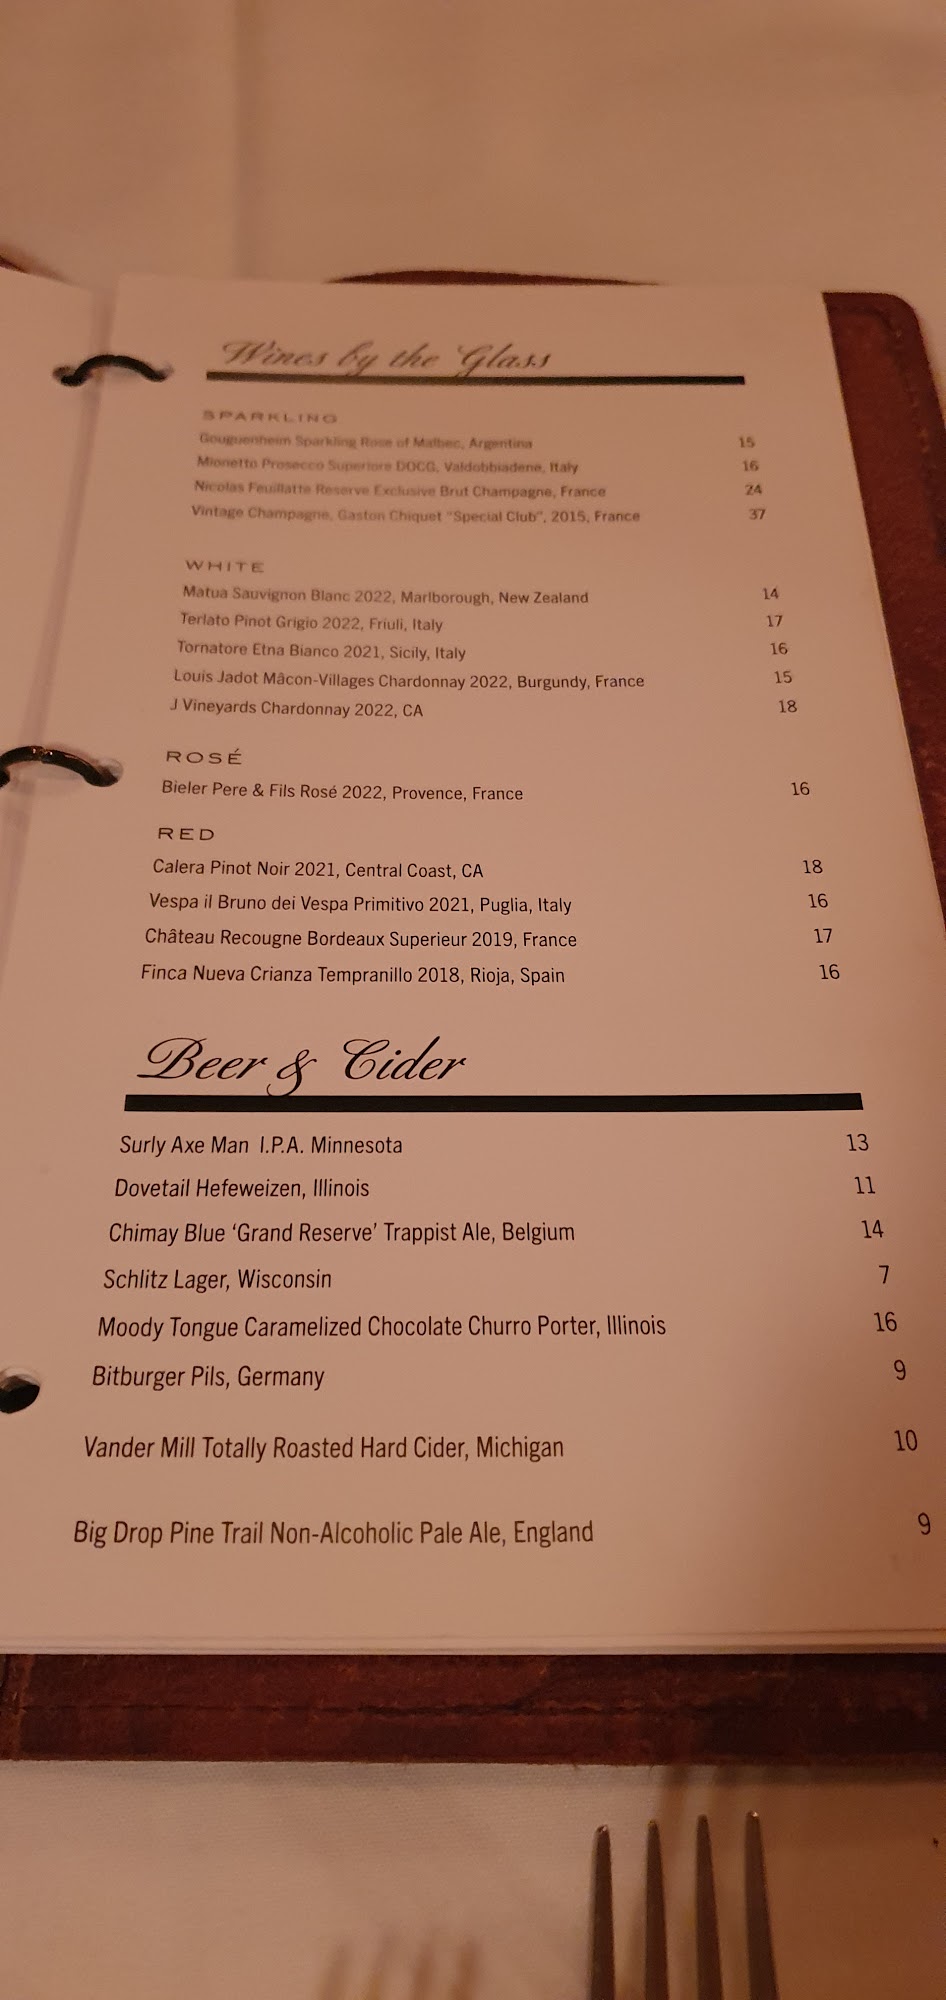 Wines by the Glass
SPARKLING
Gouguenheim Sparkling Rose of Malbec, Argentina 15
Mionetto Prosecco Superiore DOCG, Valdobbiadene, Italy 16
Nicolas Feuillatte Reserve Exclusive Brut Champagne, France 24
Vintage Champagne, Gaston Chiquet "Special Club", 2015, France 37
WHITE
Matua Sauvignon Blanc 2022, Marlborough, New Zealand 14
Terlato Pinot Grigio 2022, Friuli, Italy 17
Tornatore Etna Bianco 2021, Sicily, Italy 16
Louis Jadot Mâcon-Villages Chardonnay 2022, Burgundy, France 15
J Vineyards Chardonnay 2022, CA 18
ROSÉ
Bieler Pere & Fils Rosé 2022, Provence, France 16
RED
Calera Pinot Noir 2021, Central Coast, CA 18
Vespa il Bruno dei Vespa Primitivo 2021, Puglia, Italy 16
Château Recougne Bordeaux Superieur 2019, France 17
Finca Nueva Crianza Tempranillo 2018, Rioja, Spain 16
Beer & Cider
Surly Axe Man I.P.A. Minnesota 13
Dovetail Hefeweizen, Illinois 11
Chimay Blue ‘Grand Reserve’ Trappist Ale, Belgium 14
Schlitz Lager, Wisconsin 7
Moody Tongue Caramelized Chocolate Churro Porter, Illinois 16
Bitburger Pils, Germany 9
Vander Mill Totally Roasted Hard Cider, Michigan 10
Big Drop Pine Trail Non-Alcoholic Pale Ale, England 9